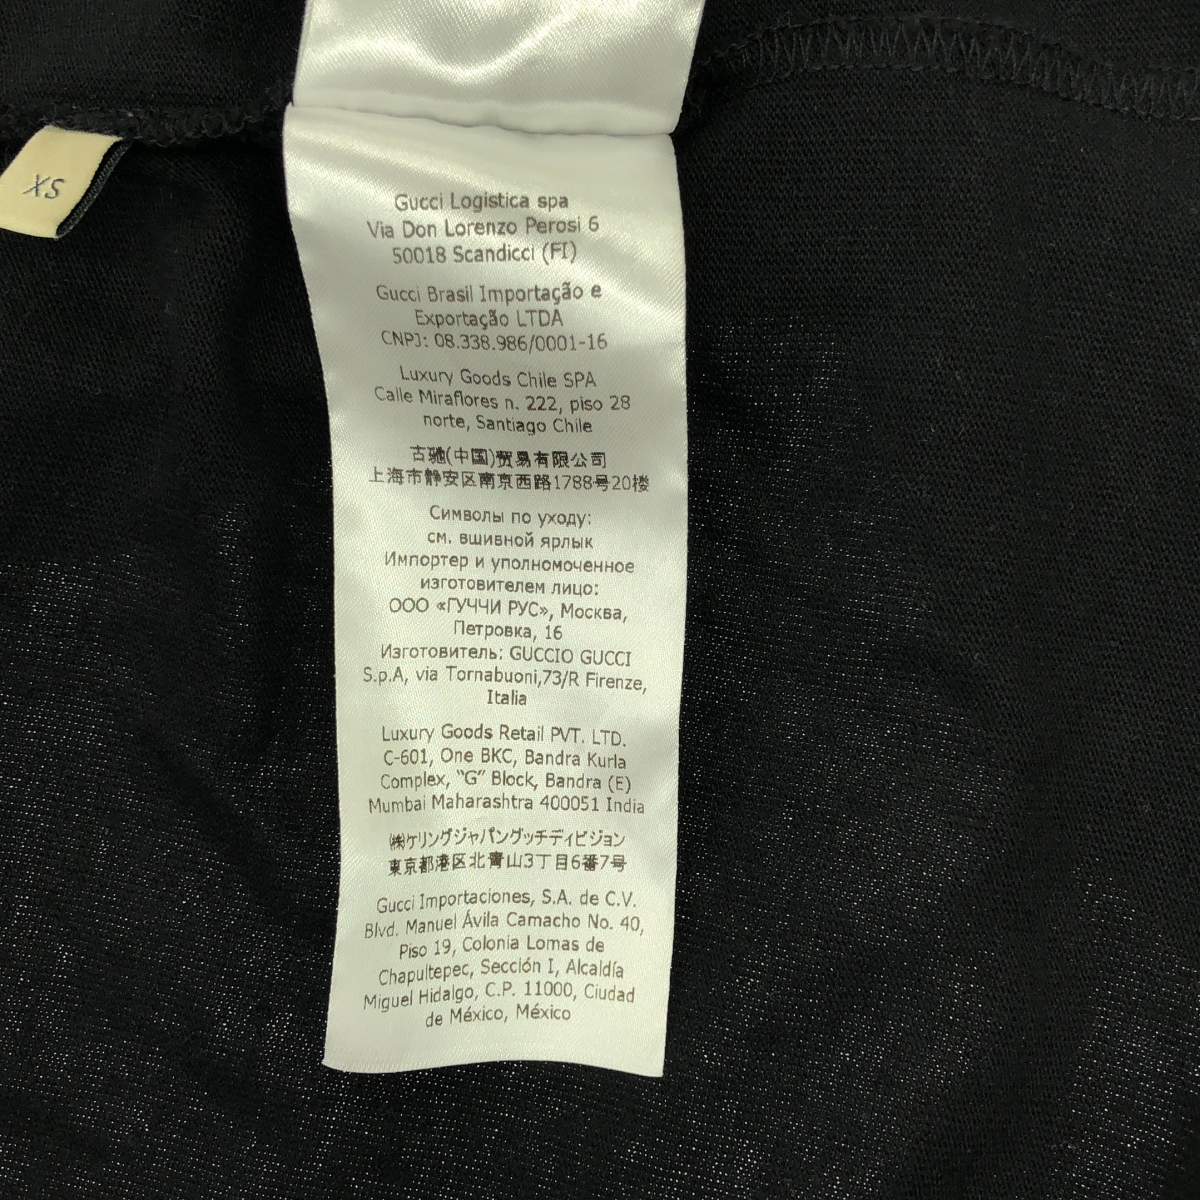 XS
Gucci Logistica spa
Via Don Lorenzo Perosi 6
50018 Scandicci (FI)
Gucci Brasil Importação e
Exportação LTDA
CNPJ: 08.338.986/0001-16
Luxury Goods Chile SPA
Calle Miraflores n. 222, piso 28
norte, Santiago Chile
古驰(中国)贸易有限公司
上海市静安区南京西路1788号20楼
Символы по уходу:
см. вшивной ярлык
Импортер и уполномоченное
изготовителем лицо:
ООО «ГУЧЧИ РУС», Москва,
Петровка, 16
Изготовитель: GUCCIO GUCCI
S.p.A, via Tornabuoni,73/R Firenze,
Italia
Luxury Goods Retail PVT. LTD.
C-601, One BKC, Bandra Kurla
Complex, "G" Block, Bandra (E)
Mumbai Maharashtra 400051 India
㈱ケリングジャパングッチディビジョン
東京都港区北青山3丁目6番7号
Gucci Importaciones, S.A. de C.V.
Blvd. Manuel Ávila Camacho No. 40,
Piso 19, Colonia Lomas de
Chapultepec, Sección I, Alcaldía
Miguel Hidalgo, C.P. 11000, Ciudad
de México, México